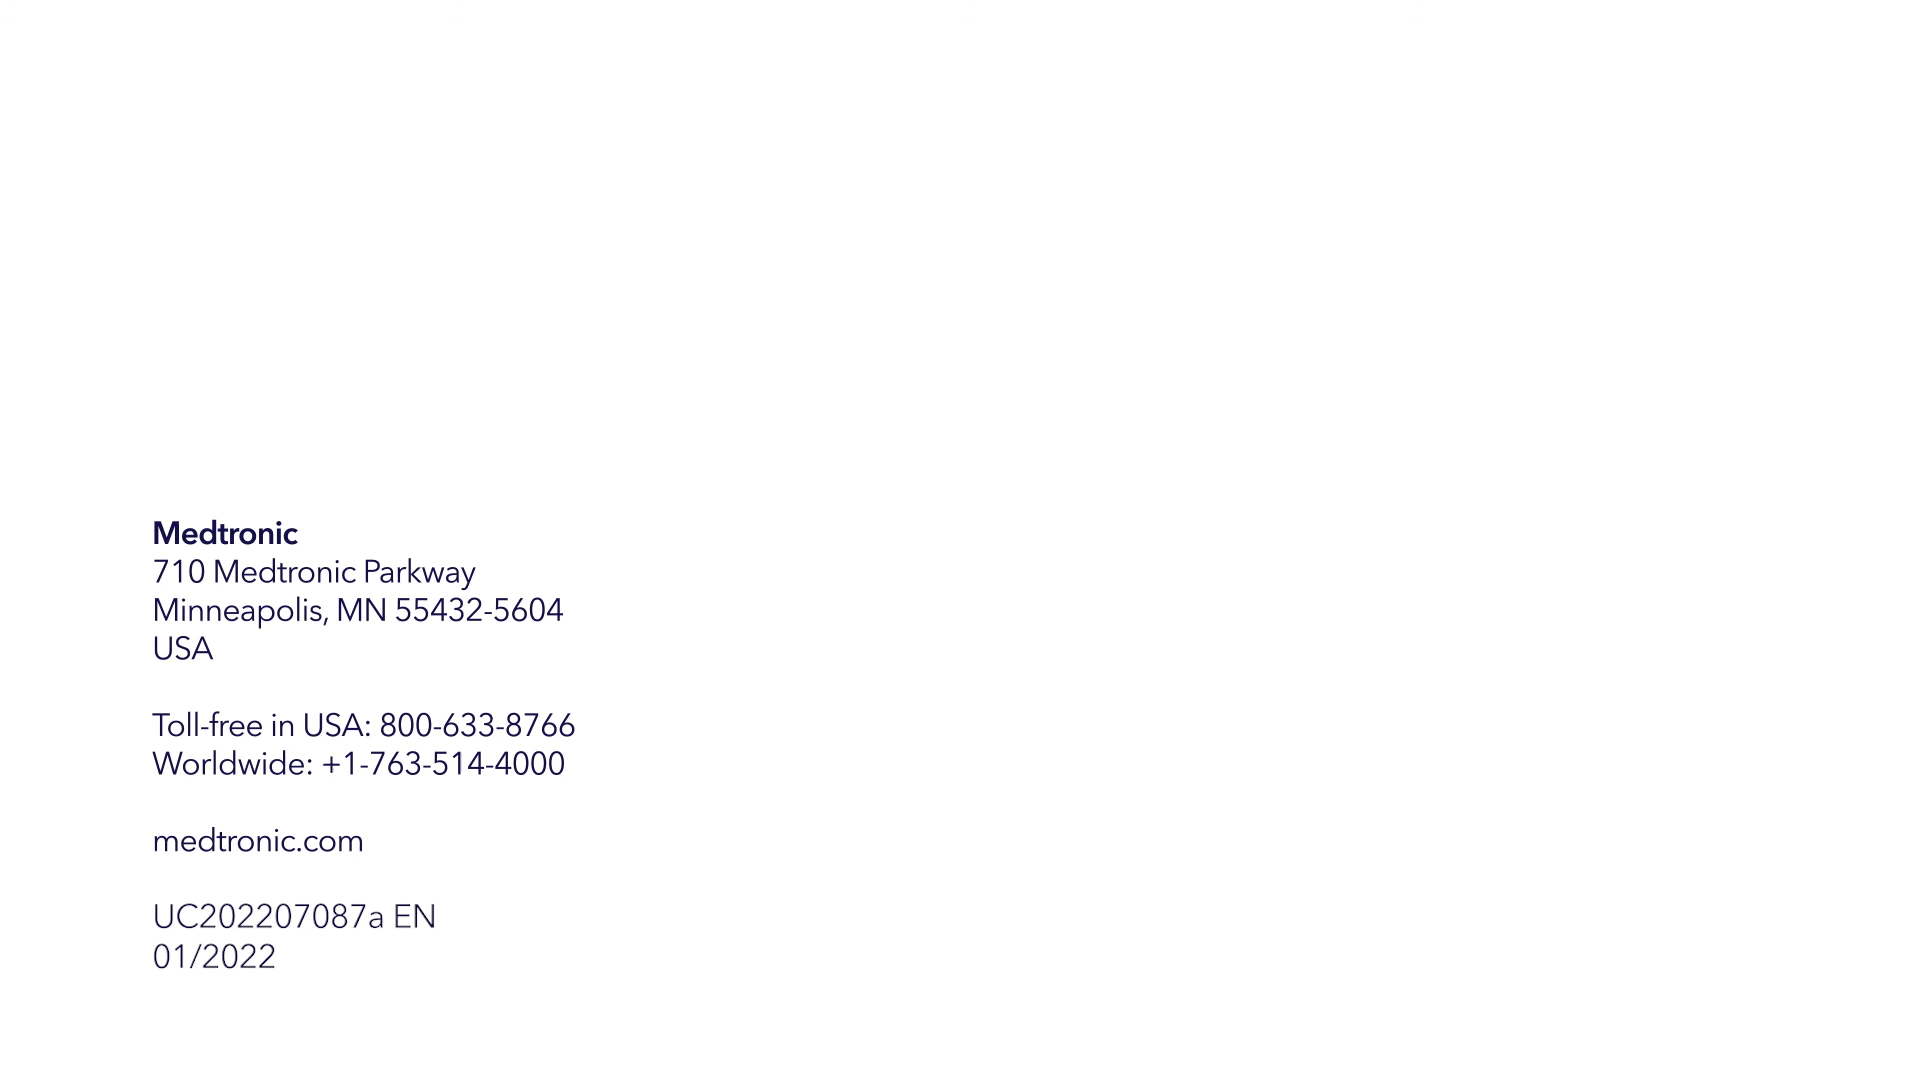 Medtronic
710 Medtronic Parkway
Minneapolis, MN 55432-5604
USA
Toll-free in USA: 800-633-8766
Worldwide: +1-763-514-4000
medtronic.com
UC202207087a EN
01/2022